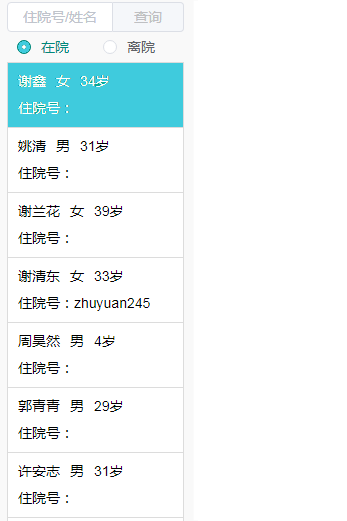 住院号/姓名 查询
在院 离院
谢鑫 女 34岁
住院号：
姚清 男 31岁
住院号：
谢兰花 女 39岁
住院号：
谢清东 女 33岁
住院号：zhuyuan245
周昊然 男 4岁
住院号：
郭青青 男 29岁
住院号：
许安志 男 31岁
住院号：